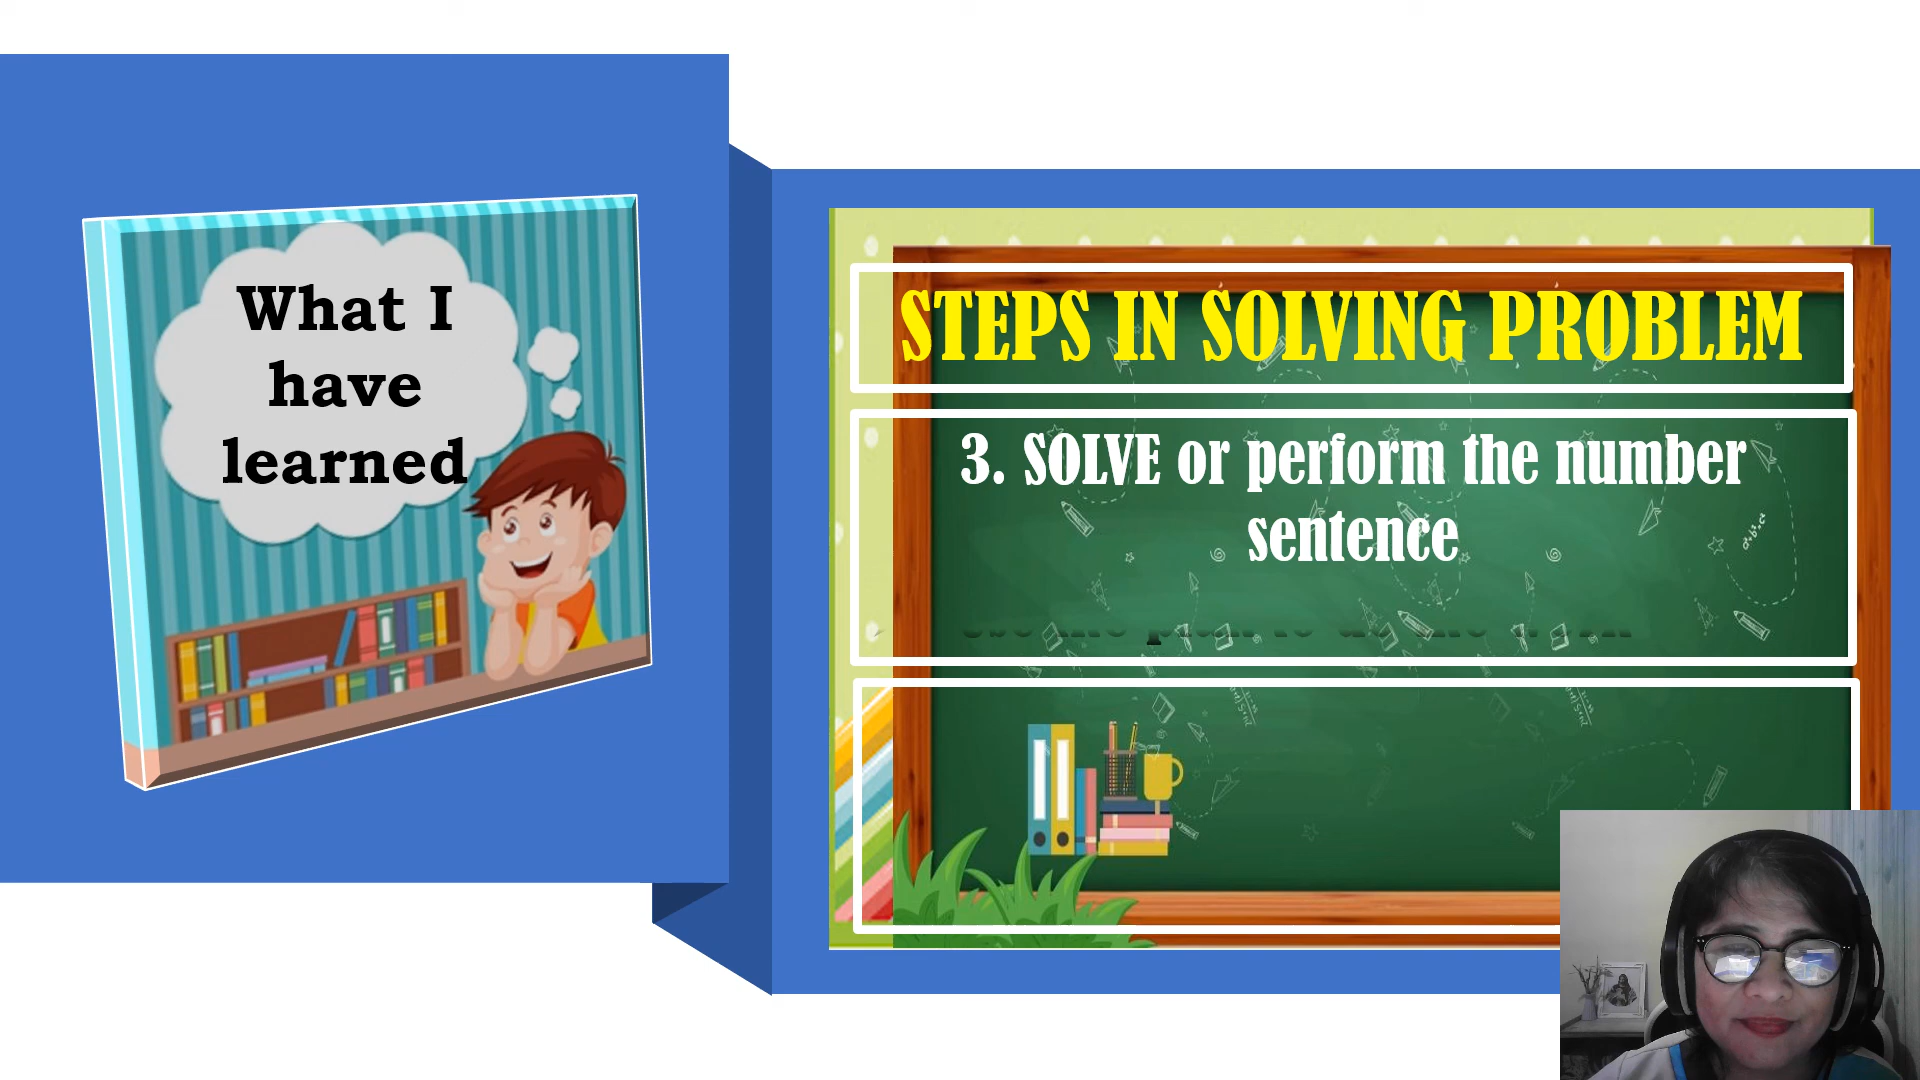 What I
have
learned
STEPS IN SOLVING PROBLEM
3. SOLVE or perform the number
sentence